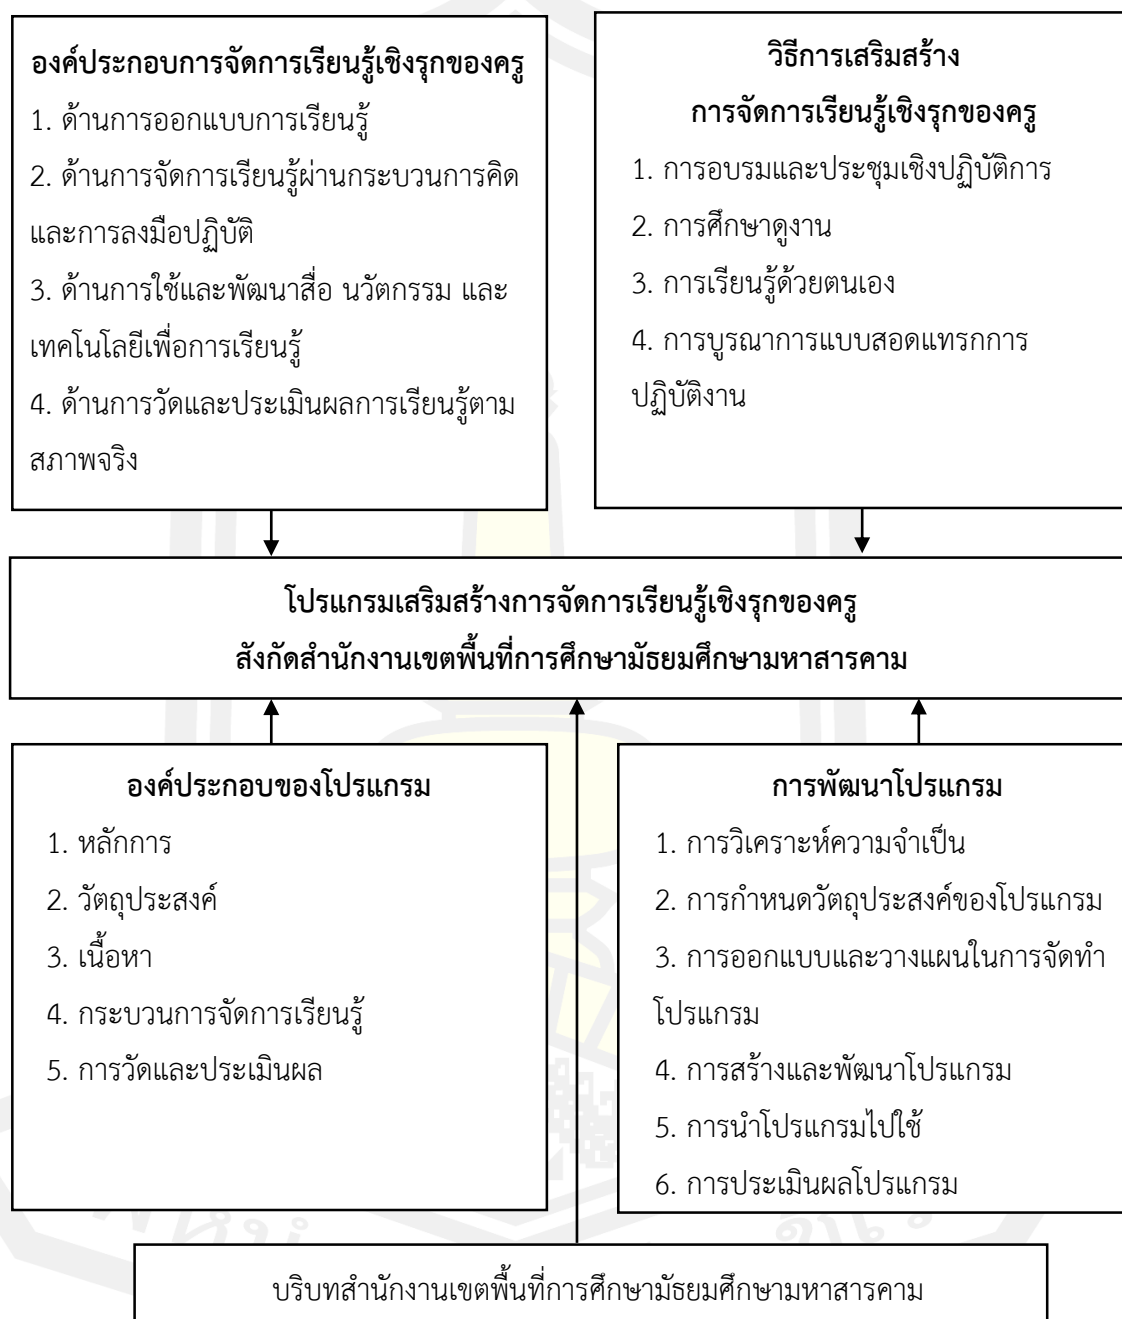 องค์ประกอบการจัดการเรียนรู้เชิงรุกของครู
1. ด้านการออกแบบการเรียนรู้
2. ด้านการจัดการเรียนรู้ผ่านกระบวนการคิด
และการลงมือปฏิบัติ
3. ด้านการใช้และพัฒนาสื่อ นวัตกรรม และ
เทคโนโลยีเพื่อการเรียนรู้
4. ด้านการวัดและประเมินผลการเรียนรู้ตาม
สภาพจริง
วิธีการเสริมสร้าง
การจัดการเรียนรู้เชิงรุกของครู
1. การอบรมและประชุมเชิงปฏิบัติการ
2. การศึกษาดูงาน
3. การเรียนรู้ด้วยตนเอง
4. การบูรณาการแบบสอดแทรกการ
ปฏิบัติงาน
โปรแกรมเสริมสร้างการจัดการเรียนรู้เชิงรุกของครู
สังกัดสำนักงานเขตพื้นที่การศึกษามัธยมศึกษามหาสารคาม
องค์ประกอบของโปรแกรม
1. หลักการ
2. วัตถุประสงค์
3. เนื้อหา
4. กระบวนการจัดการเรียนรู้
5. การวัดและประเมินผล
การพัฒนาโปรแกรม
1. การวิเคราะห์ความจำเป็น
2. การกำหนดวัตถุประสงค์ของโปรแกรม
3. การออกแบบและวางแผนในการจัดทำ
โปรแกรม
4. การสร้างและพัฒนาโปรแกรม
5. การนำโปรแกรมไปใช้
6. การประเมินผลโปรแกรม
บริบทสำนักงานเขตพื้นที่การศึกษามัธยมศึกษามหาสารคาม